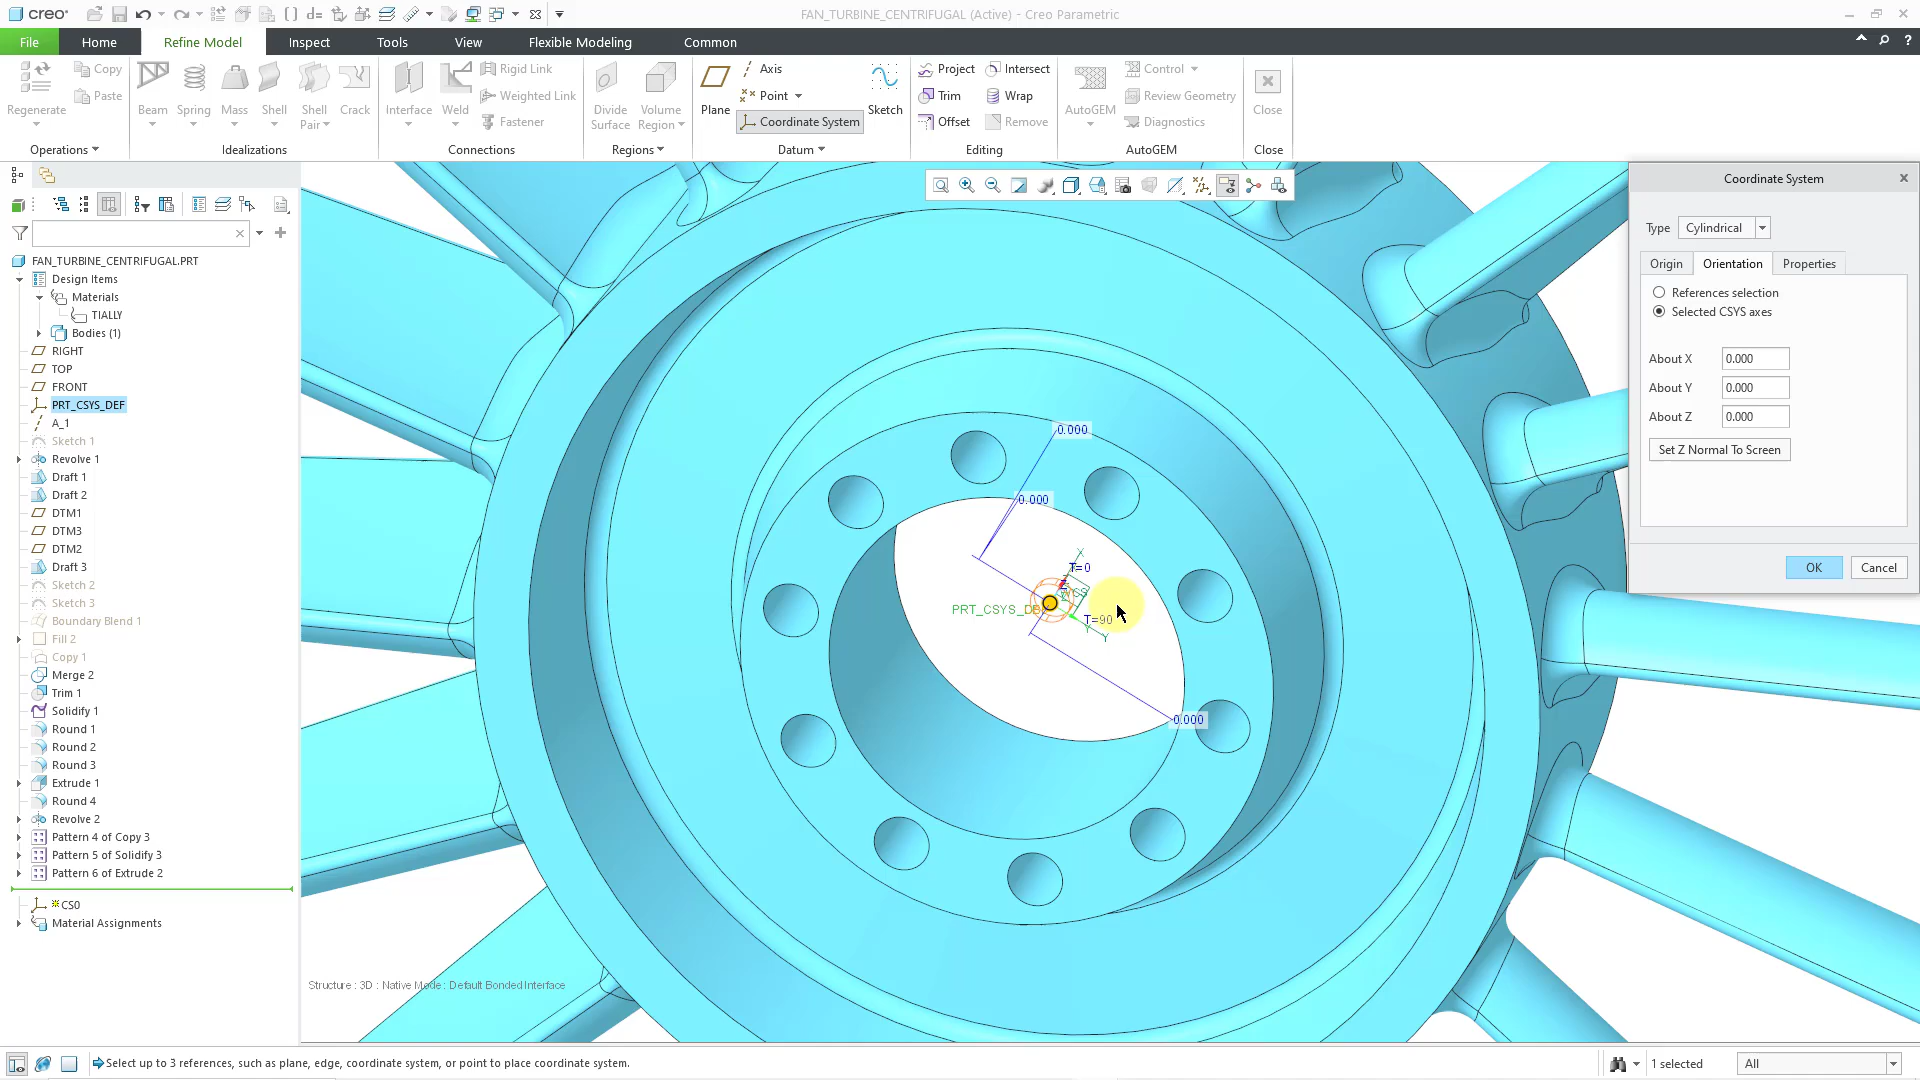 creo
FAN_TURBINE_CENTRIFUGAL (Active) - Creo Parametric
File
Home
Refine Model
Inspect
Tools
View
Flexible Modeling
Common
Regenerate
Copy
Paste
Beam
Spring
Mass
Shell
Shell Pair
Crack
Interface
Weld
Rigid Link
Weighted Link
Fastener
Divide Surface
Volume Region
Plane
Axis
Point
Coordinate System
Sketch
Project
Intersect
Trim
Wrap
Offset
Remove
AutoGEM
Control
Review Geometry
Diagnostics
Close
Operations
Idealizations
Connections
Regions
Datum
Editing
AutoGEM
Close
FAN_TURBINE_CENTRIFUGAL.PRT
Design Items
Materials
TIALLY
Bodies (1)
RIGHT
TOP
FRONT
PRT_CSYS_DEF
A_1
Sketch 1
Revolve 1
Draft 1
Draft 2
DTM1
DTM3
DTM2
Draft 3
Sketch 2
Sketch 3
Boundary Blend 1
Fill 2
Copy 1
Merge 2
Trim 1
Solidify 1
Round 1
Round 2
Round 3
Extrude 1
Round 4
Revolve 2
Pattern 4 of Copy 3
Pattern 5 of Solidify 3
Pattern 6 of Extrude 2
CS0
Material Assignments
0.000
0.000
X
T=0
PRT_CSYS_DEF
T=90
Y
Y
0.000
Structure : 3D : Native Mode : Default Bonded Interface
Coordinate System
Type
Cylindrical
Origin
Orientation
Properties
References selection
Selected CSYS axes
About X
0.000
About Y
0.000
About Z
0.000
Set Z Normal To Screen
OK
Cancel
Select up to 3 references, such as plane, edge, coordinate system, or point to place coordinate system.
1 selected
All